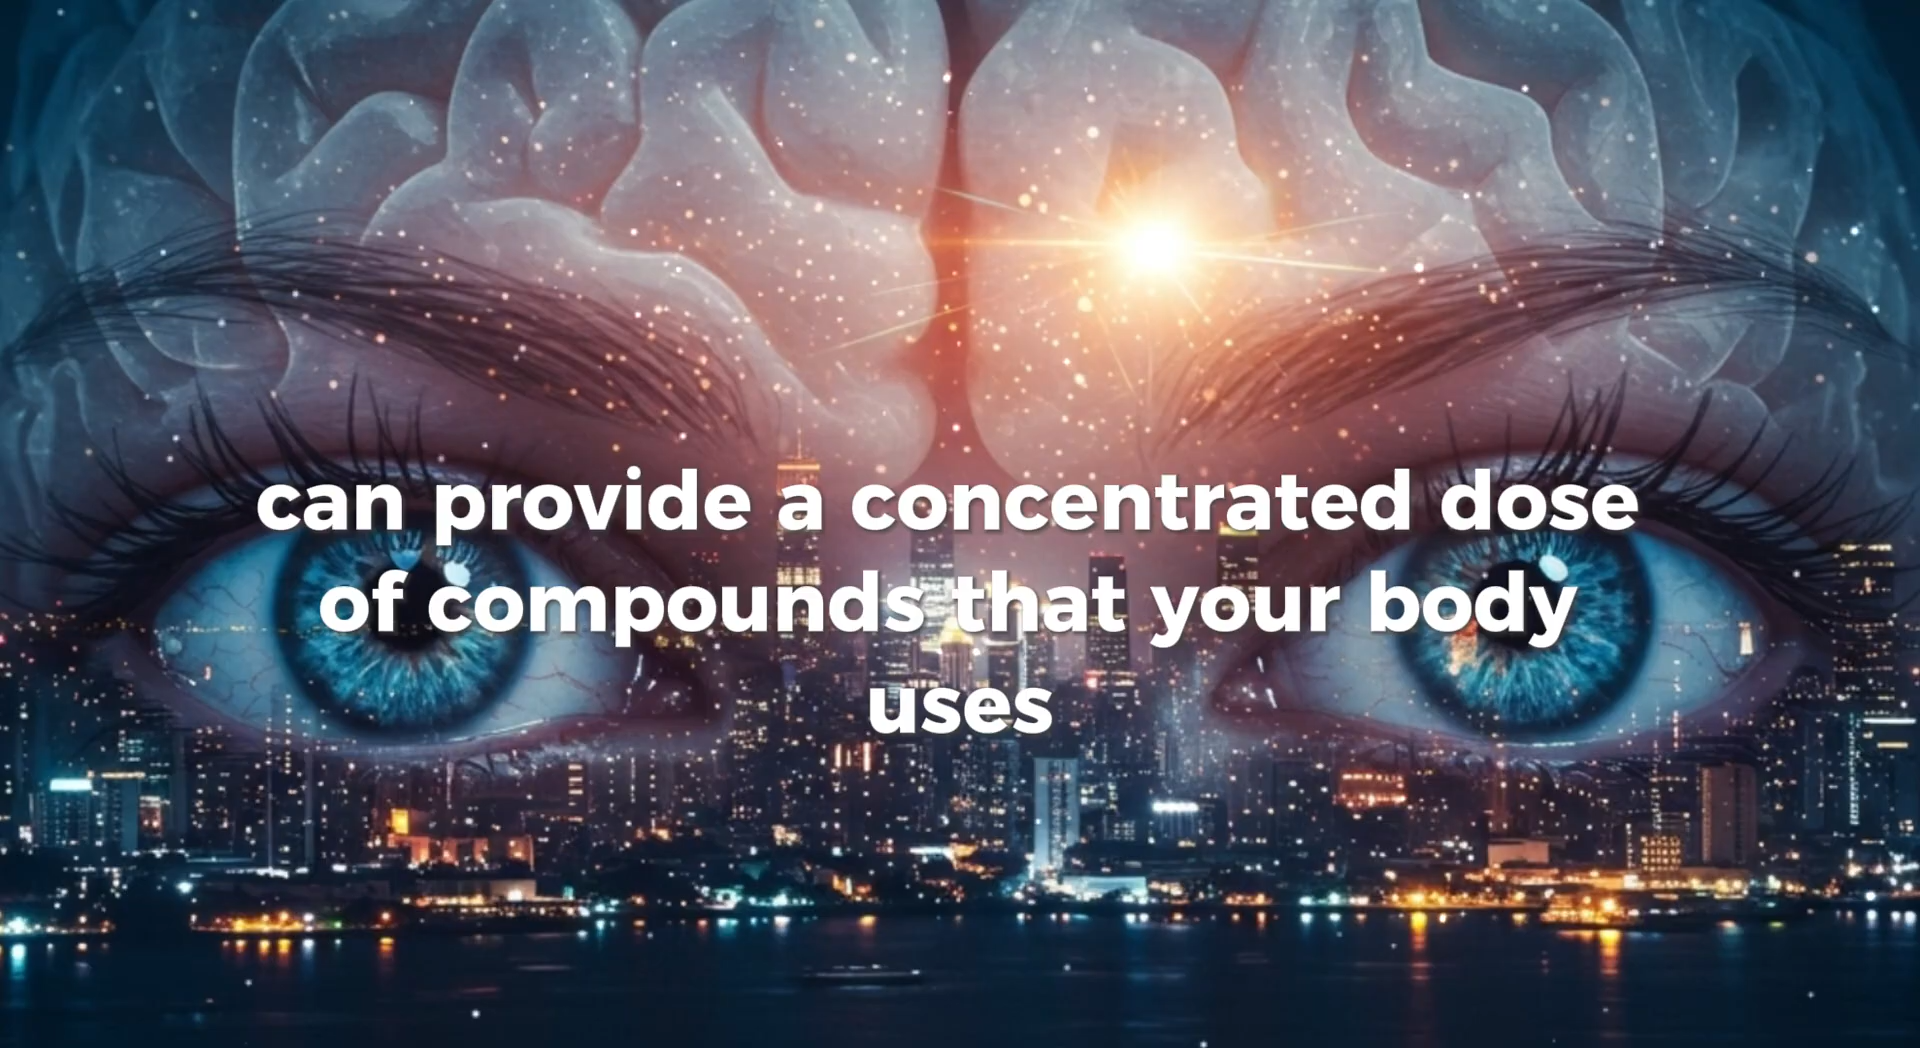 can provide a concentrated dose
of compounds that your body
uses